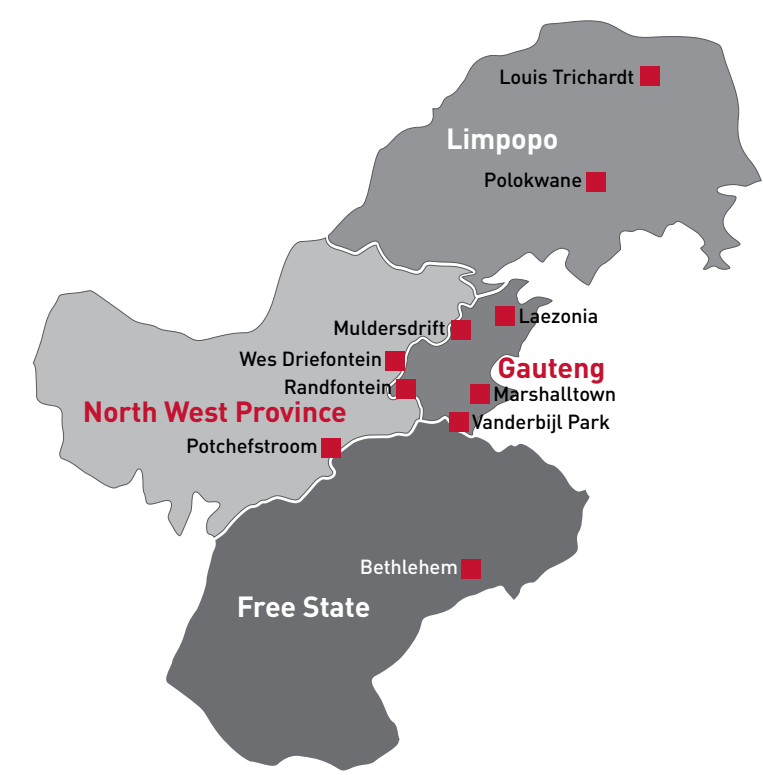 Louis Trichardt
Limpopo
Polokwane
Laezonia
Muldersdrift
Wes Driefontein
Gauteng
Randfontein
Marshalltown
North West Province
Vanderbijl Park
Potchefstroom
Bethlehem
Free State